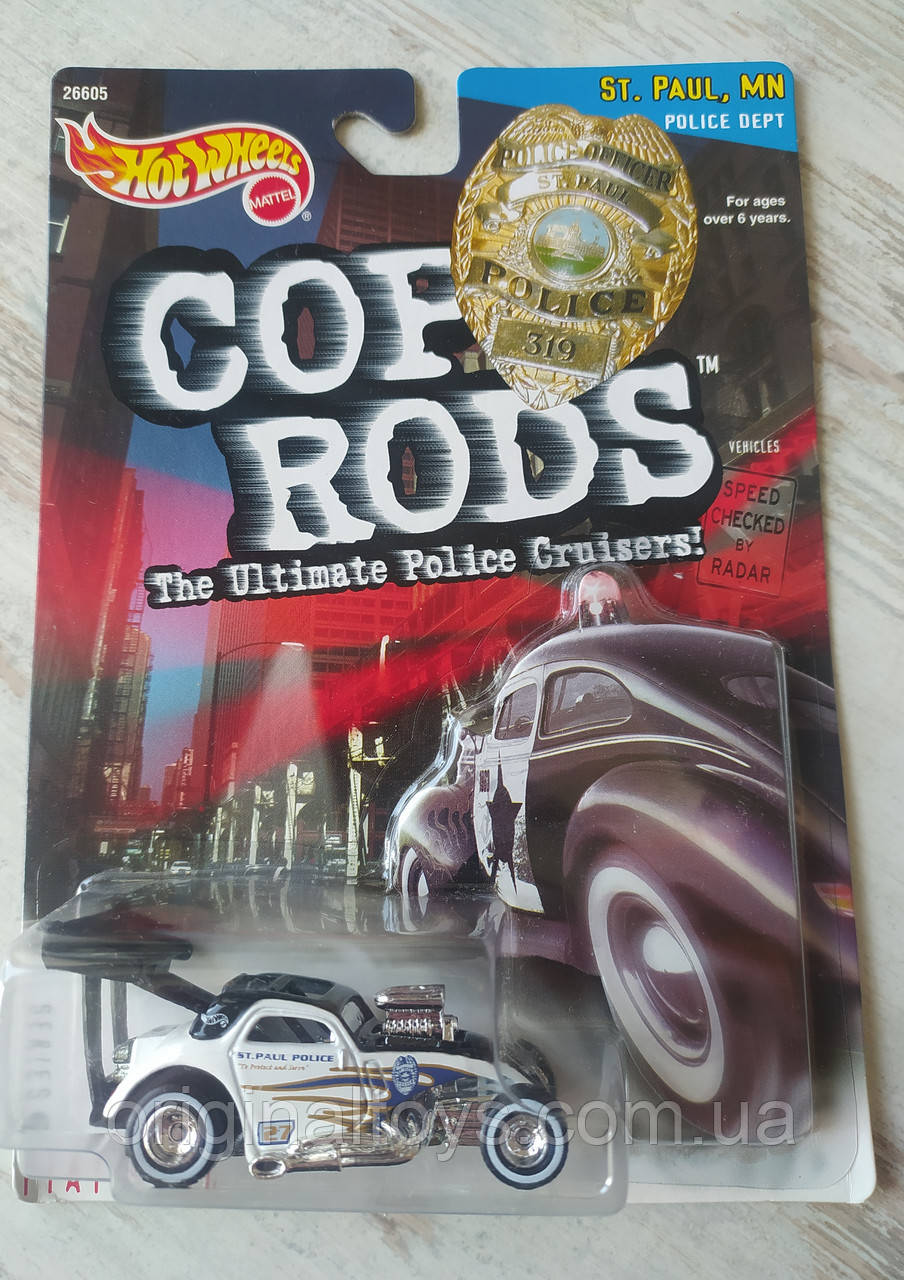 26605
HOT WHEELS
MATTEL
®
ST. PAUL, MN
POLICE DEPT
For ages
over 6 years.
POLICE OFFICER
ST. PAUL
POLICE
319
COP
RODS
™
The Ultimate Police Cruisers!
VEHICLES
SPEED
CHECKED
BY
RADAR
ST. PAUL POLICE
"To Protect and Serve"
originaltoys.com.ua